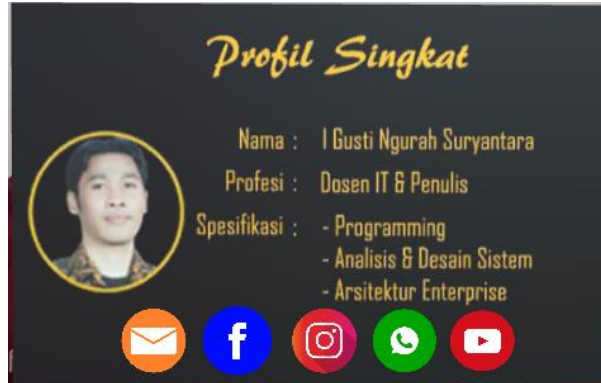 Profil Singkat
Nama : I Gusti Ngurah Suryantara
Profesi : Dosen IT & Penulis
Spesifikasi : - Programming
- Analisis & Desain Sistem
- Arsitektur Enterprise